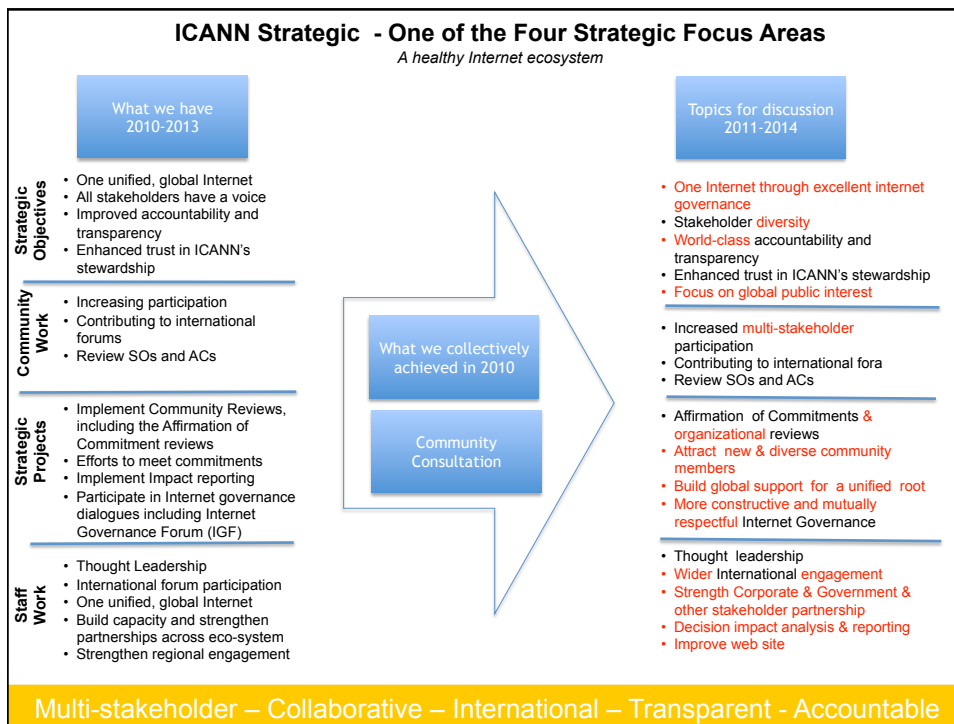 ICANN Strategic  - One of the Four Strategic Focus Areas
A healthy Internet ecosystem
What we have
2010-2013
Strategic
Objectives
• One unified, global Internet
• All stakeholders have a voice
• Improved accountability and
transparency
• Enhanced trust in ICANN’s
stewardship
Community
Work
• Increasing participation
• Contributing to international
forums
• Review SOs and ACs
Strategic
Projects
• Implement Community Reviews,
including the Affirmation of
Commitment reviews
• Efforts to meet commitments
• Implement Impact reporting
• Participate in Internet governance
dialogues including Internet
Governance Forum (IGF)
Staff
Work
• Thought Leadership
• International forum participation
• One unified, global Internet
• Build capacity and strengthen
partnerships across eco-system
• Strengthen regional engagement
What we collectively
achieved in 2010
Community
Consultation
Topics for discussion
2011-2014
• One Internet through excellent internet
governance
• Stakeholder diversity
• World-class accountability and
transparency
• Enhanced trust in ICANN’s stewardship
• Focus on global public interest
• Increased multi-stakeholder
participation
• Contributing to international fora
• Review SOs and ACs
• Affirmation  of Commitments &
organizational reviews
• Attract  new & diverse community
members
• Build global support  for a unified  root
• More constructive and mutually
respectful Internet Governance
• Thought  leadership
• Wider International engagement
• Strength Corporate & Government &
other stakeholder partnership
• Decision impact analysis & reporting
• Improve web site
Multi-stakeholder – Collaborative – International – Transparent - Accountable